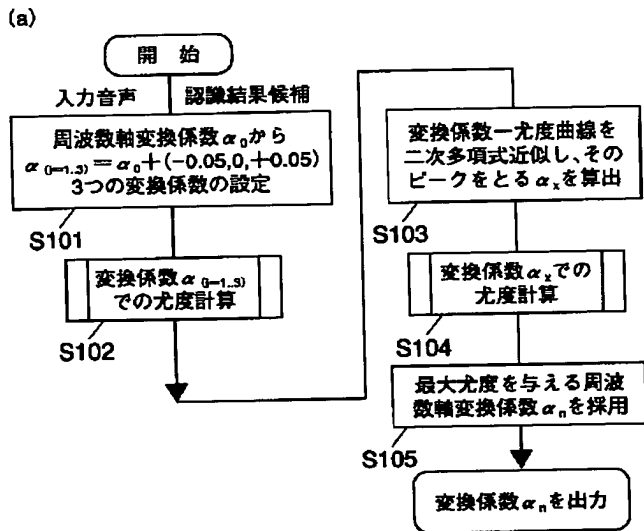 (a)
開 始
入力音声 認識結果候補
周波数軸変換係数α₀から
α(i=1..3)=α₀+(-0.05,0,+0.05)
3つの変換係数の設定
S101
変換係数α(i=1..3)
での尤度計算
S102
変換係数ー尤度曲線を
二次多項式近似し、その
ピークをとるαxを算出
S103
変換係数αxでの
尤度計算
S104
最大尤度を与える周波
数軸変換係数αnを採用
S105
変換係数αnを出力